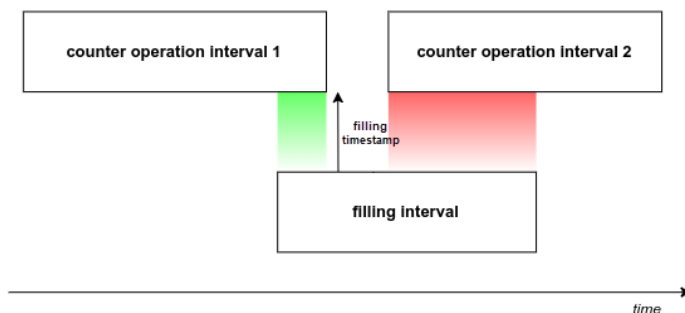 counter operation interval 1
counter operation interval 2
filling
timestamp
filling interval
time